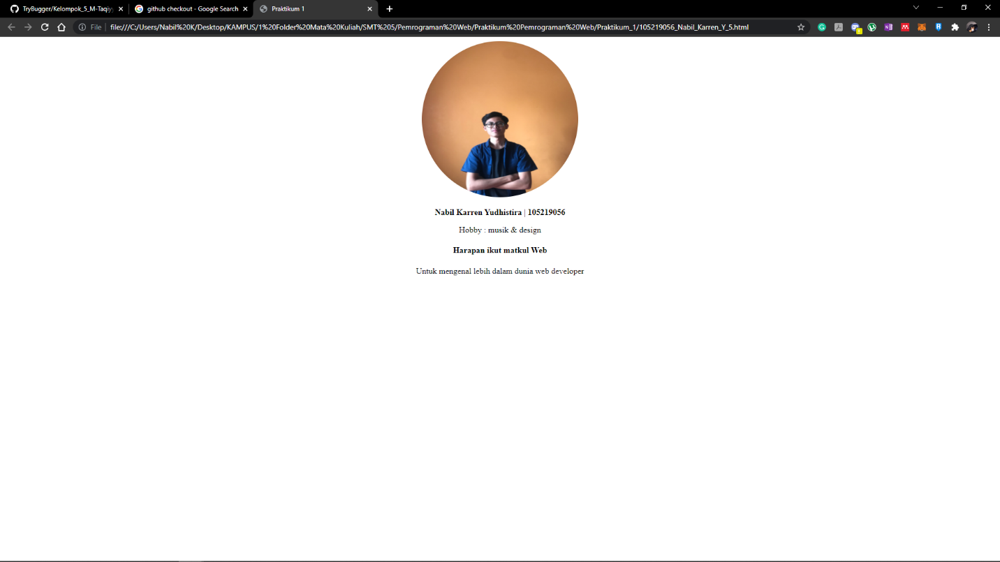 TryBugger/Kelompok_5_M-Taqiyy
github checkout - Google Search
Praktikum 1
File
file:///C:/Users/Nabil%20K/Desktop/KAMPUS/1%20Folder%20Mata%20Kuliah/SMT%205/Pemrograman%20Web/Praktikum%20Pemrograman%20Web/Praktikum_1/105219056_Nabil_Karren_Y_5.html
Nabil Karren Yudhistira | 105219056
Hobby : musik & design
Harapan ikut matkul Web
Untuk mengenal lebih dalam dunia web developer